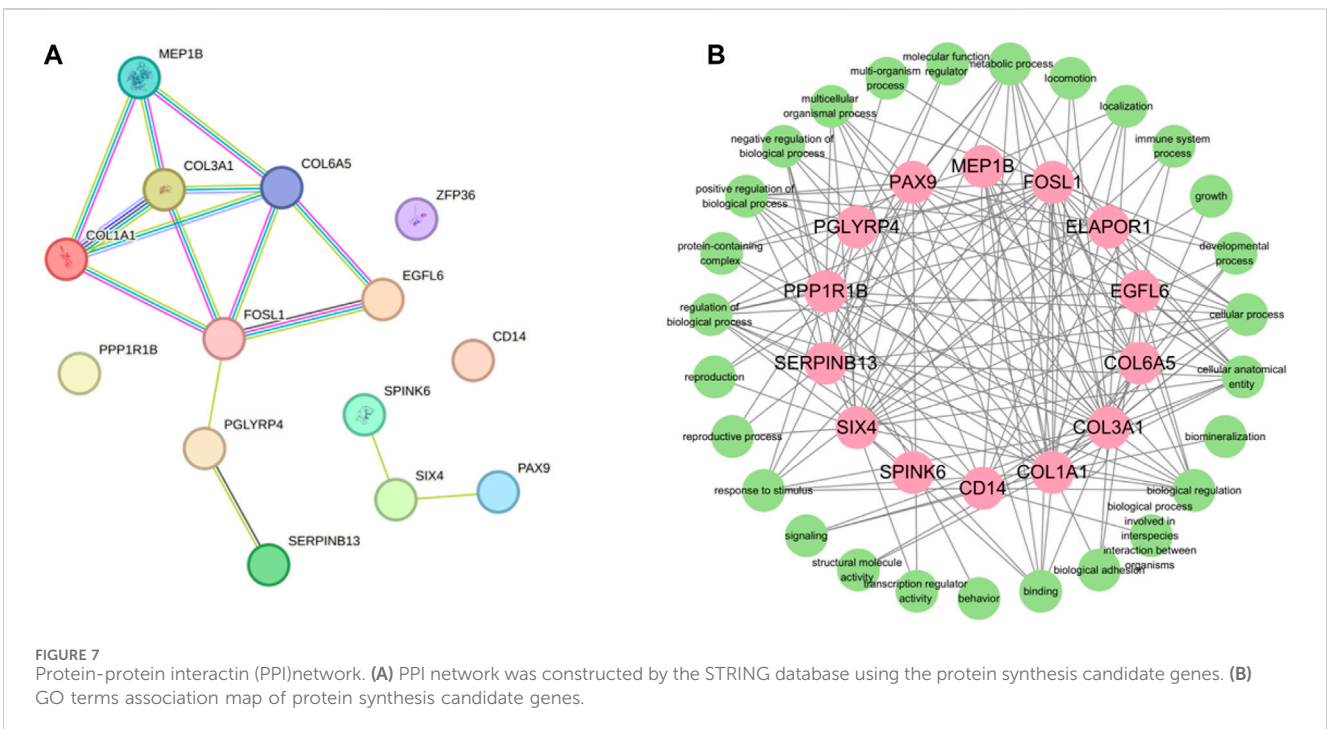 A
MEP1B
COL3A1
COL6A5
ZFP36
COL1A1
EGFL6
FOSL1
CD14
PPP1R1B
SPINK6
PGLYRP4
SIX4
PAX9
SERPINB13
B
molecular function
regulator
metabolic process
multi-organism
process
locomotion
multicellular
organismal process
localization
negative regulation of
biological process
immune system
process
positive regulation of
biological process
growth
protein-containing
complex
developmental
process
regulation of
biological process
cellular process
reproduction
cellular anatomical
entity
reproductive process
biomineralization
response to stimulus
biological regulation
biological process
involved in
interspecies
interaction between
organisms
signaling
structural molecule
activity
biological adhesion
transcription regulator
activity
behavior
binding
MEP1B
PAX9
FOSL1
PGLYRP4
ELAPOR1
PPP1R1B
EGFL6
SERPINB13
COL6A5
SIX4
COL3A1
SPINK6
CD14
COL1A1
FIGURE 7
Protein-protein interactin (PPI)network. (A) PPI network was constructed by the STRING database using the protein synthesis candidate genes. (B)
GO terms association map of protein synthesis candidate genes.